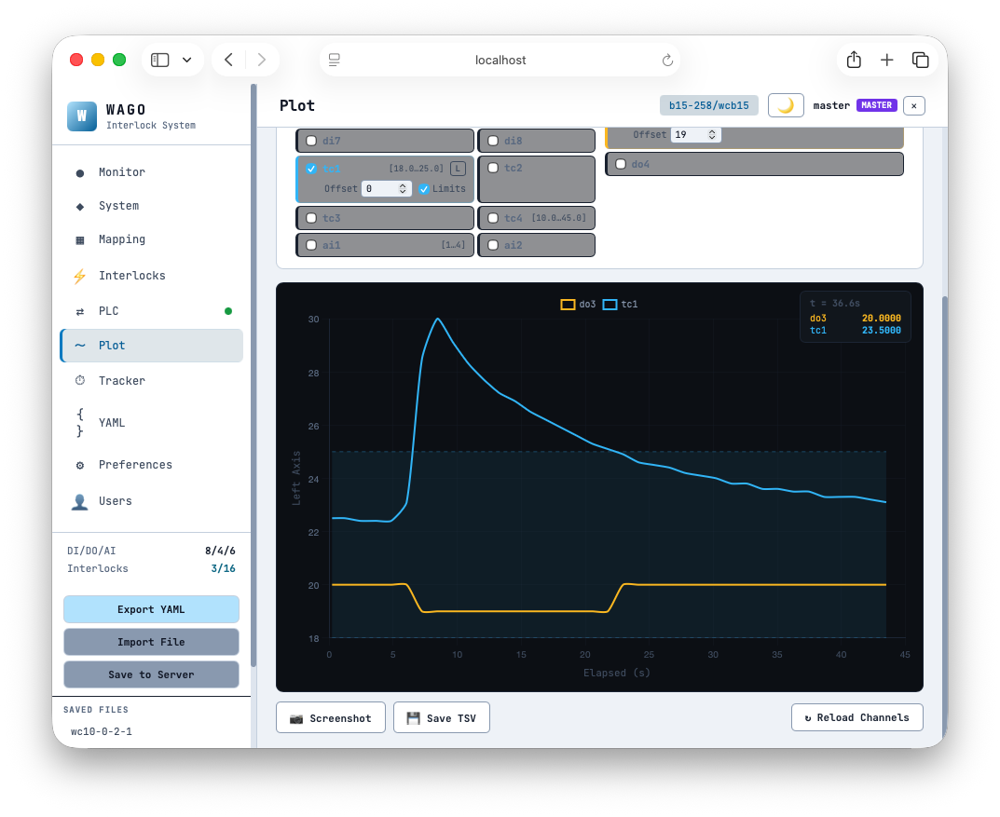 localhost
W
WAGO
Interlock System
Plot
b15-258/wcb15
master
MASTER
×
Monitor
System
Mapping
Interlocks
PLC
Plot
Tracker
{ }
YAML
Preferences
Users
DI/DO/AI 8/4/6
Interlocks 3/16
Export YAML
Import File
Save to Server
SAVED FILES
wc10-0-2-1
di7
di8
Offset 19
tc1 [18.0…25.0] L
Offset 0 Limits
tc2
do4
tc3
tc4 [10.0…45.0]
ai1 [1…4]
ai2
do3 tc1
t = 36.6s
do3 20.0000
tc1 23.5000
Left Axis
30
28
26
24
22
20
18
0 5 10 15 20 25 30 35 40 45
Elapsed (s)
Screenshot
Save TSV
↻ Reload Channels